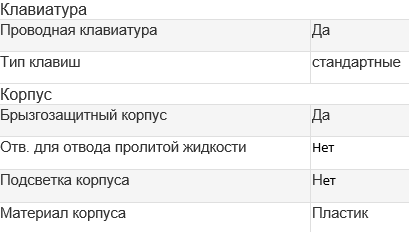 Клавиатура
Проводная клавиатура Да
Тип клавиш стандартные
Корпус
Брызгозащитный корпус Да
Отв. для отвода пролитой жидкости Нет
Подсветка корпуса Нет
Материал корпуса Пластик